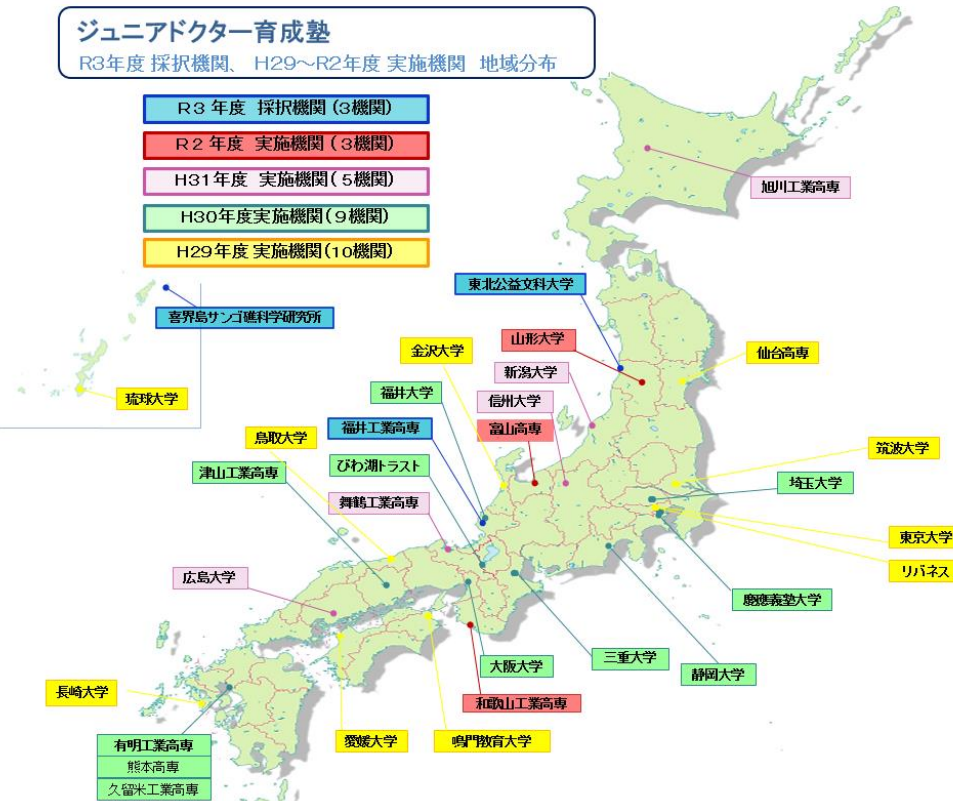 ジュニアドクター育成塾
R3年度 採択機関、 H29～R2年度 実施機関 地域分布
R3 年度 採択機関 (3機関)
R2 年度 実施機関 (3機関)
H31年度 実施機関(5機関)
H30年度実施機関(9機関)
H29年度 実施機関(10機関)
旭川工業高専
東北公益文科大学
喜界島サンゴ礁科学研究所
山形大学
金沢大学
仙台高専
新潟大学
琉球大学
福井大学
信州大学
福井工業高専
富山高専
鳥取大学
筑波大学
津山工業高専
びわ湖トラスト
埼玉大学
舞鶴工業高専
東京大学
リバネス
広島大学
慶應義塾大学
三重大学
大阪大学
静岡大学
長崎大学
和歌山工業高専
有明工業高専
愛媛大学
鳴門教育大学
熊本高専
久留米工業高専